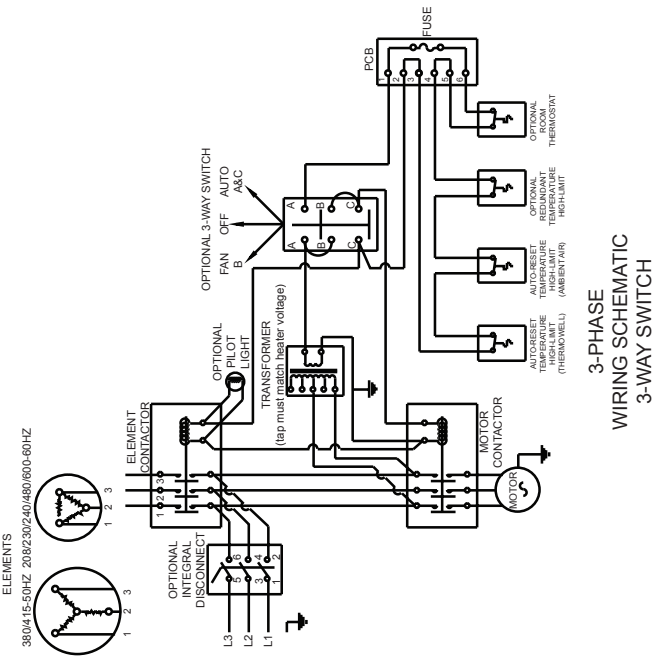 ELEMENTS
380/415-50HZ 208/230/240/480/600-60HZ
1
2
3
1
2
3
ELEMENT
CONTACTOR
1 2 3
OPTIONAL
PILOT
LIGHT
OPTIONAL
INTEGRAL
DISCONNECT
L3
L2
L1
5
3
1
6
4
2
TRANSFORMER
(tap must match heater voltage)
MOTOR
CONTACTOR
MOTOR
OPTIONAL 3-WAY SWITCH
FAN
B
OFF
AUTO
A&C
A
B
C
A
B
C
PCB
FUSE
1
2
3
4
5
6
AUTO-RESET
TEMPERATURE
HIGH-LIMIT
(THERMOWELL)
AUTO-RESET
TEMPERATURE
HIGH-LIMIT
(AMBIENT AIR)
OPTIONAL
REDUNDANT
TEMPERATURE
HIGH-LIMIT
OPTIONAL
ROOM
THERMOSTAT
3-PHASE
WIRING SCHEMATIC
3-WAY SWITCH